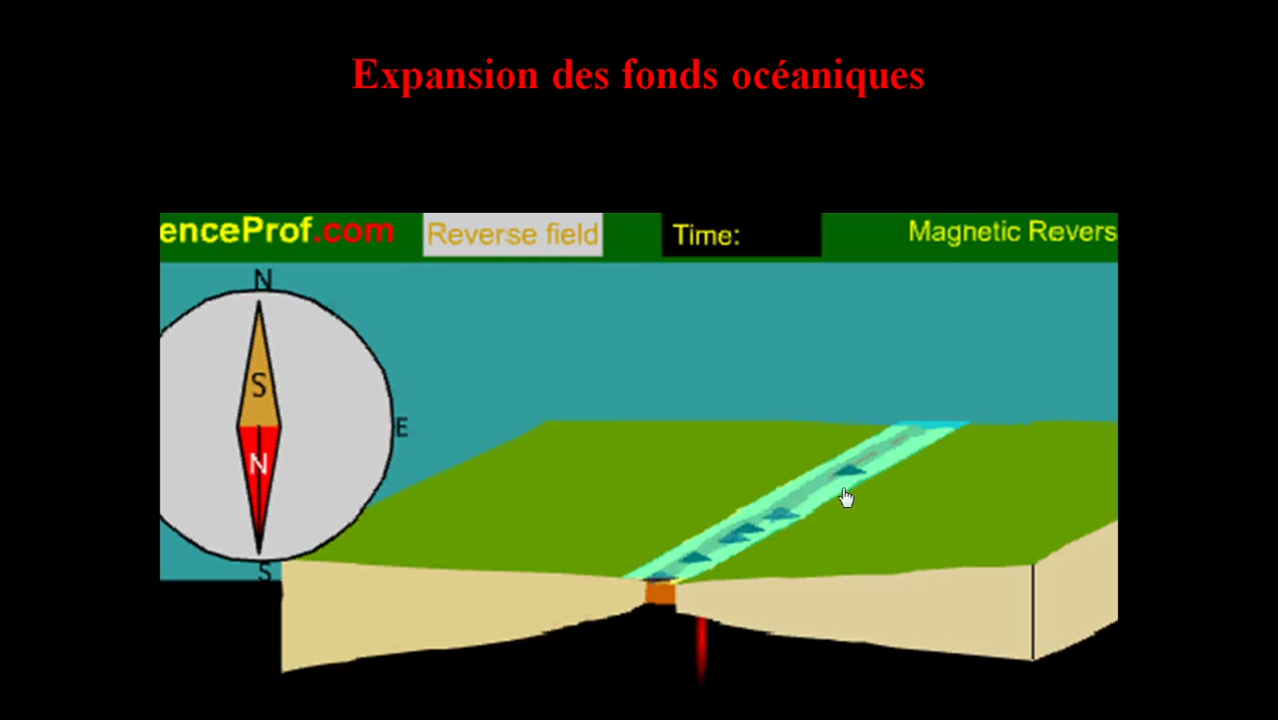 Expansion des fonds océaniques
enceProf.com
Reverse field
Time:
Magnetic Revers
N
S
E
N
S